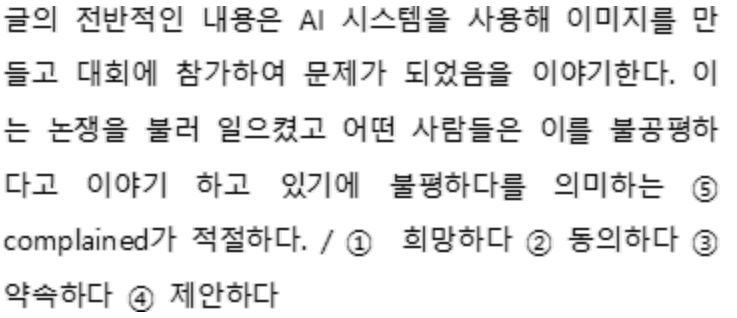 글의 전반적인 내용은 AI 시스템을 사용해 이미지를 만
들고 대회에 참가하여 문제가 되었음을 이야기한다. 이
는 논쟁을 불러 일으켰고 어떤 사람들은 이를 불공평하
다고 이야기 하고 있기에 불평하다를 의미하는 ⑤
complained가 적절하다. / ① 희망하다 ② 동의하다 ③
약속하다 ④ 제안하다